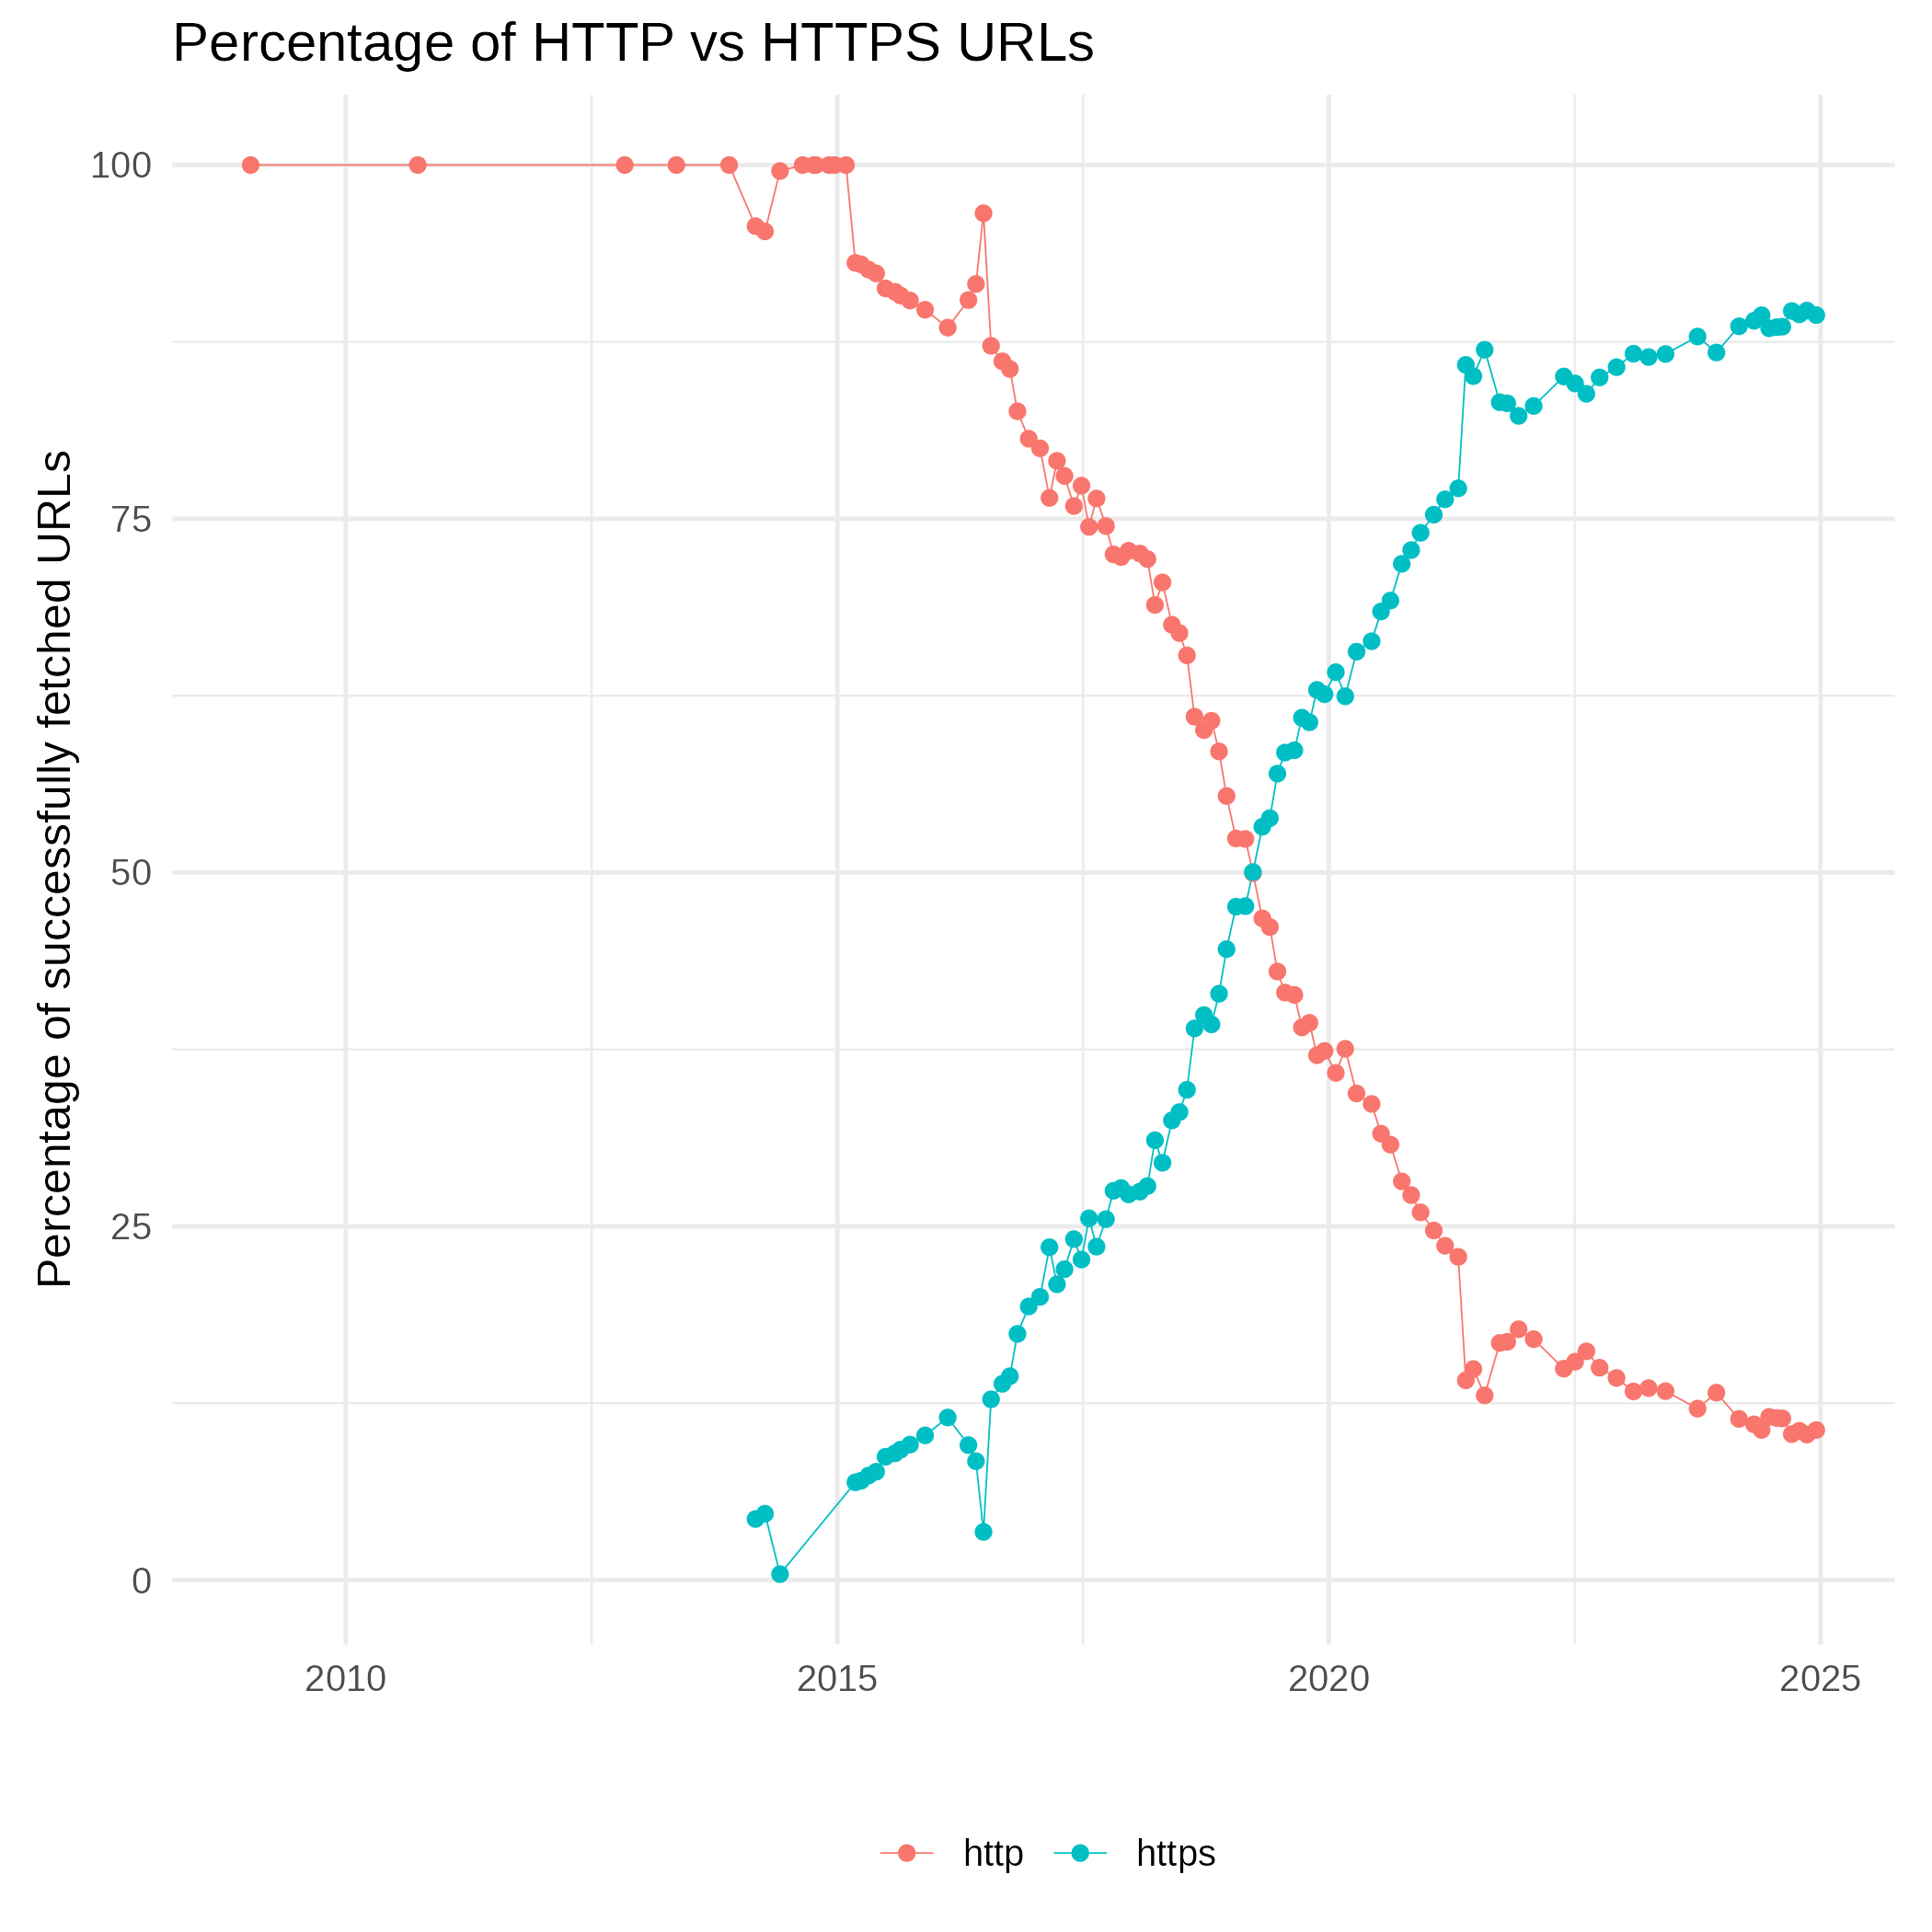 Percentage of HTTP vs HTTPS URLs
Percentage of successfully fetched URLs
100
75
50
25
0
2010
2015
2020
2025
http
https